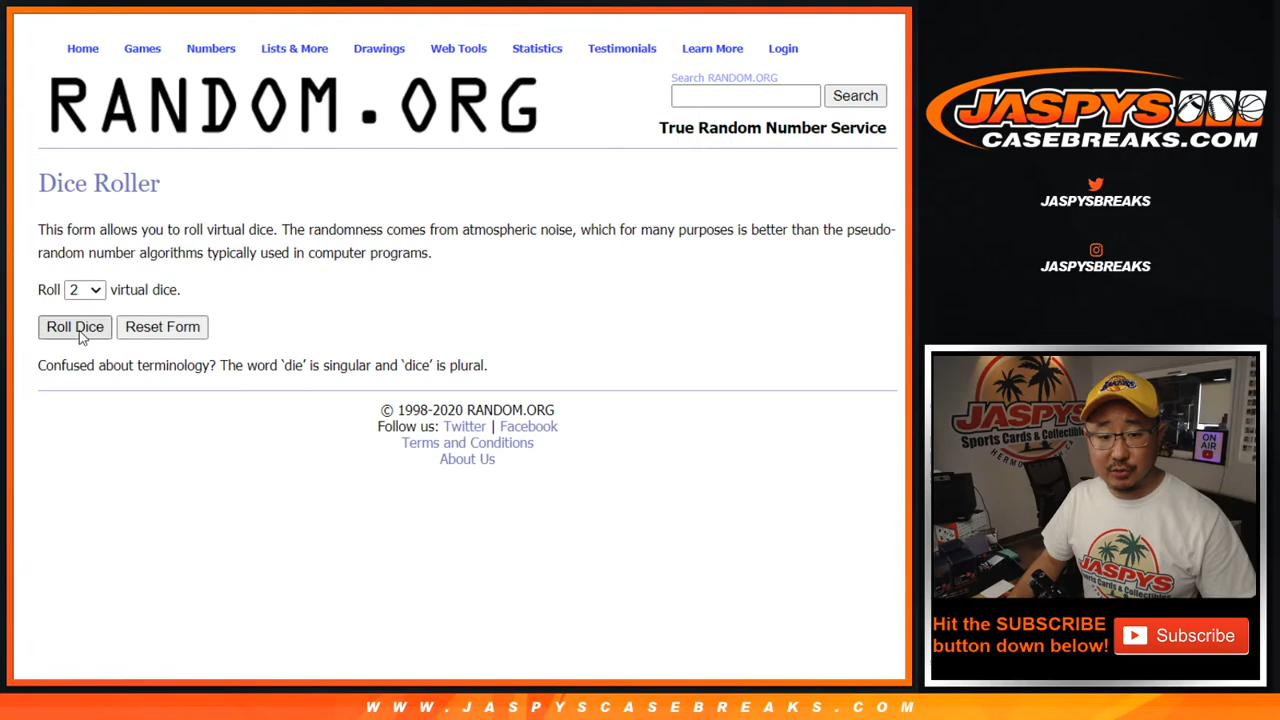 Home Games Numbers Lists & More Drawings Web Tools Statistics Testimonials Learn More Login
RANDOM.ORG
Search RANDOM.ORG
Search
True Random Number Service
Dice Roller
This form allows you to roll virtual dice. The randomness comes from atmospheric noise, which for many purposes is better than the pseudo-
random number algorithms typically used in computer programs.
Roll 2 virtual dice.
Roll Dice Reset Form
Confused about terminology? The word ‘die’ is singular and ‘dice’ is plural.
© 1998-2020 RANDOM.ORG
Follow us: Twitter | Facebook
Terms and Conditions
About Us
JASPYS
CASEBREAKS.COM
JASPYSBREAKS
JASPYSBREAKS
JASPYS
Sports Cards & Collectibles
ON
AIR
JASPYS
Sports Cards & Collectibles
Hit the SUBSCRIBE
button down below!
Subscribe
WWW.JASPYSCASEBREAKS.COM